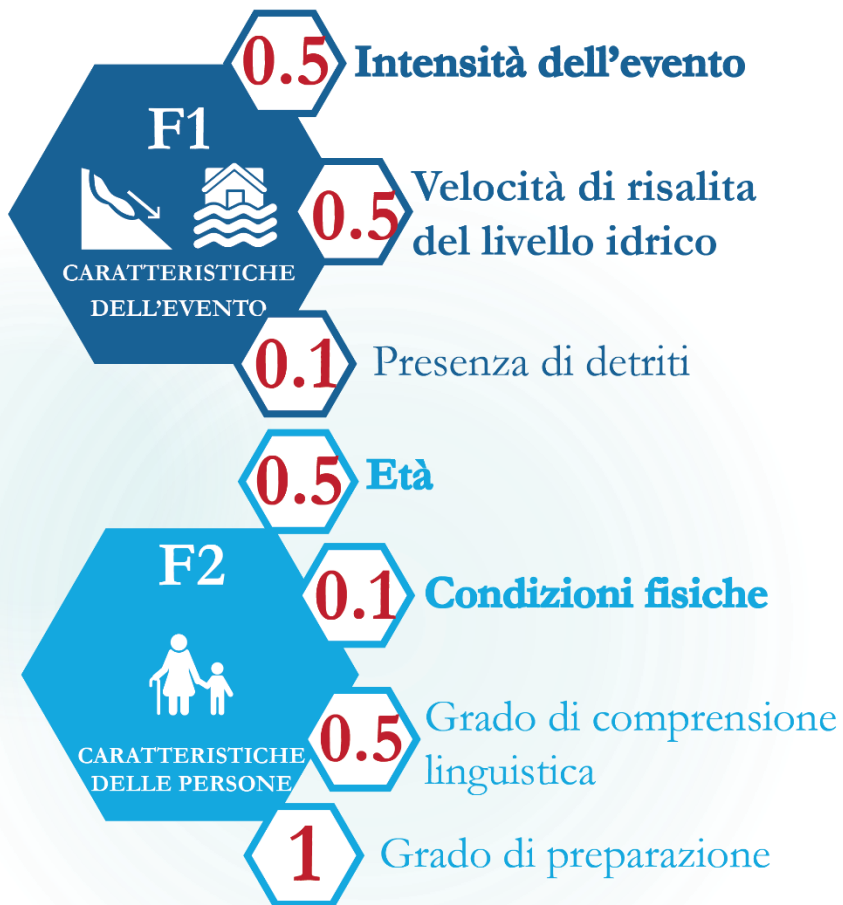 0.5 Intensità dell'evento
F1
0.5 Velocità di risalita
del livello idrico
CARATTERISTICHE
DELL'EVENTO
0.1 Presenza di detriti
0.5 Età
F2
0.1 Condizioni fisiche
0.5 Grado di comprensione
linguistica
CARATTERISTICHE
DELLE PERSONE
1 Grado di preparazione